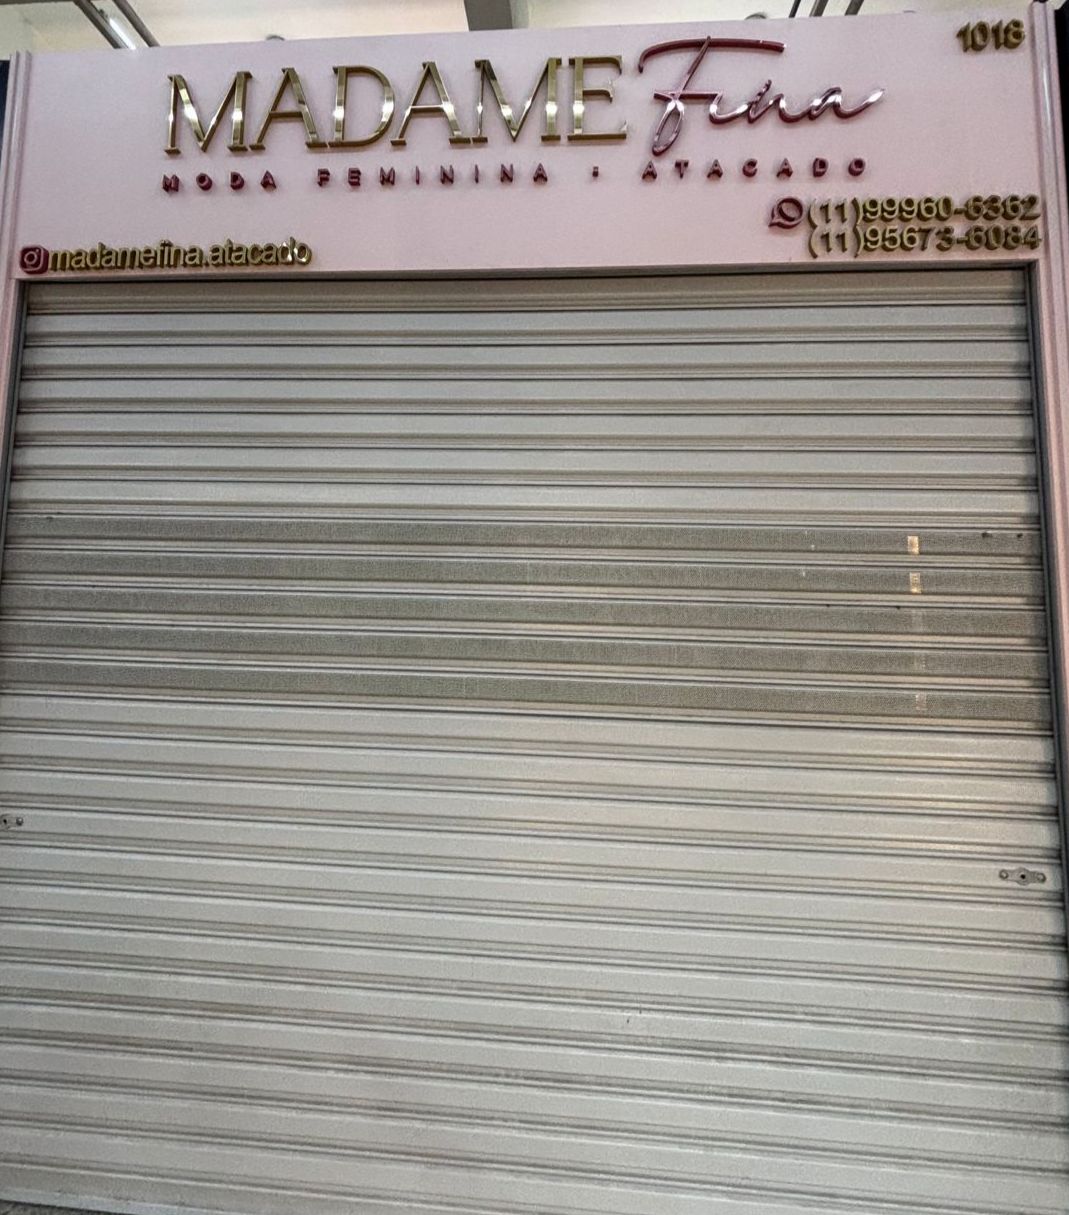 1018
MADAME Fina
MODA FEMININA · ATACADO
(11)99960-6362
(11)95673-6084
madamefina.atacado